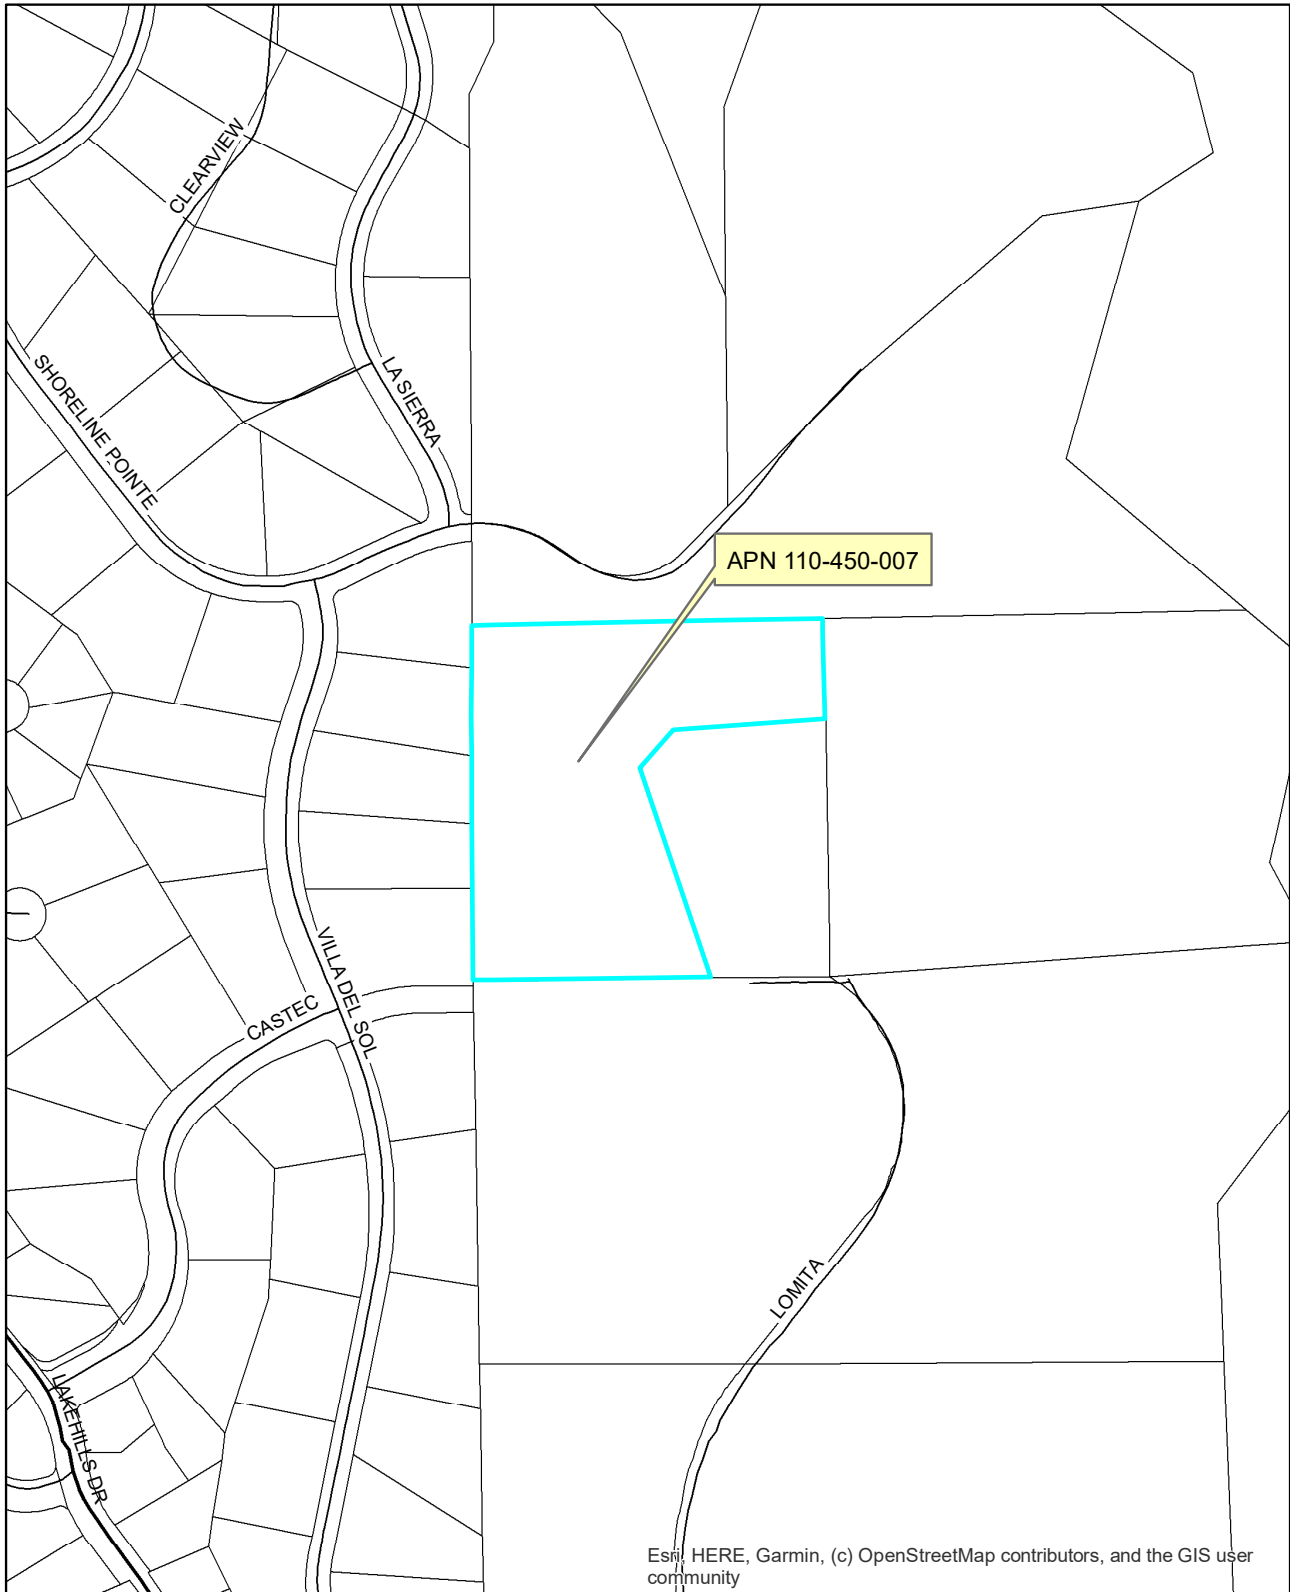 CLEARVIEW
SHORELINE POINTE
LA SIERRA
APN 110-450-007
VILLA DEL SOL
CASTEC
LOMITA
LAKEHILLS DR
Esri, HERE, Garmin, (c) OpenStreetMap contributors, and the GIS user
community